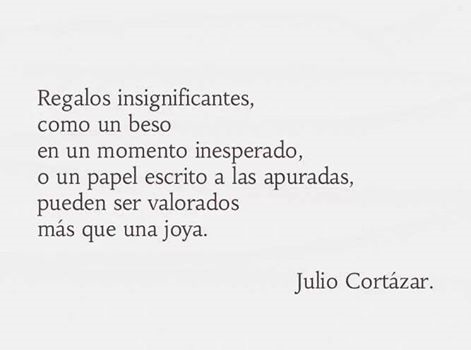 Regalos insignificantes,
como un beso
en un momento inesperado,
o un papel escrito a las apuradas,
pueden ser valorados
más que una joya.
Julio Cortázar.